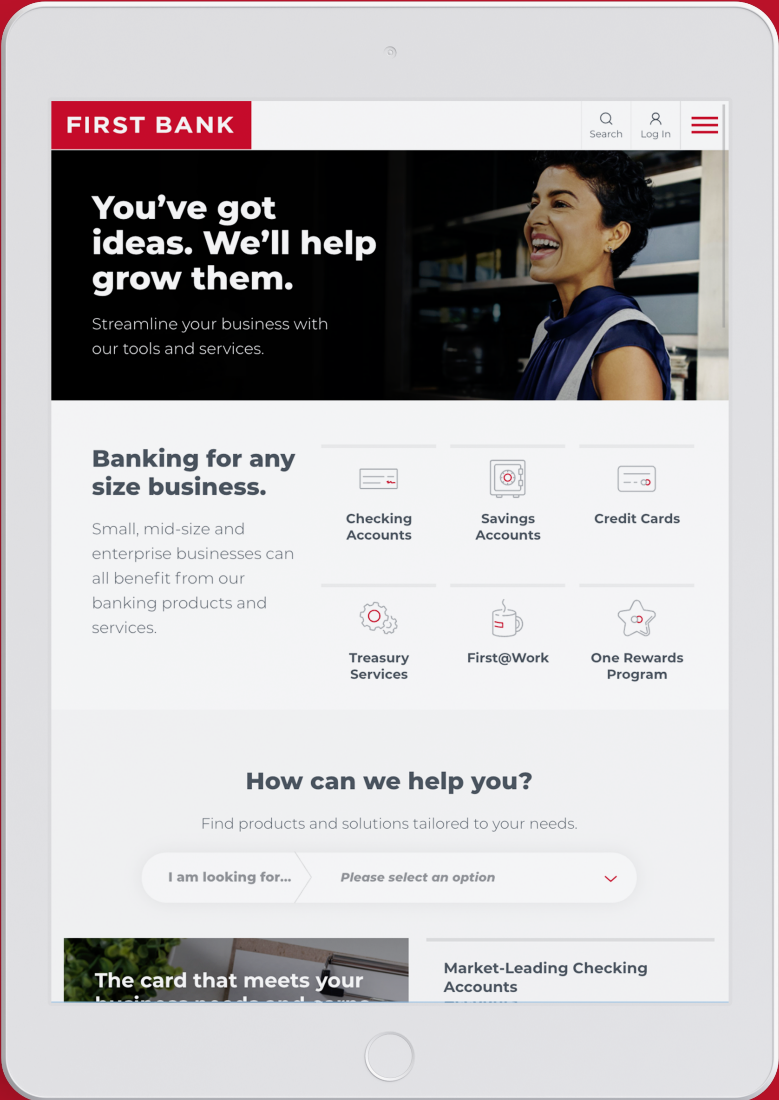 FIRST BANK
Search
Log In
You’ve got
ideas. We’ll help
grow them.
Streamline your business with
our tools and services.
Banking for any
size business.
Small, mid-size and
enterprise businesses can
all benefit from our
banking products and
services.
Checking
Accounts
Savings
Accounts
Credit Cards
Treasury
Services
First@Work
One Rewards
Program
How can we help you?
Find products and solutions tailored to your needs.
I am looking for...
Please select an option
The card that meets your
business needs and earns
Market-Leading Checking
Accounts